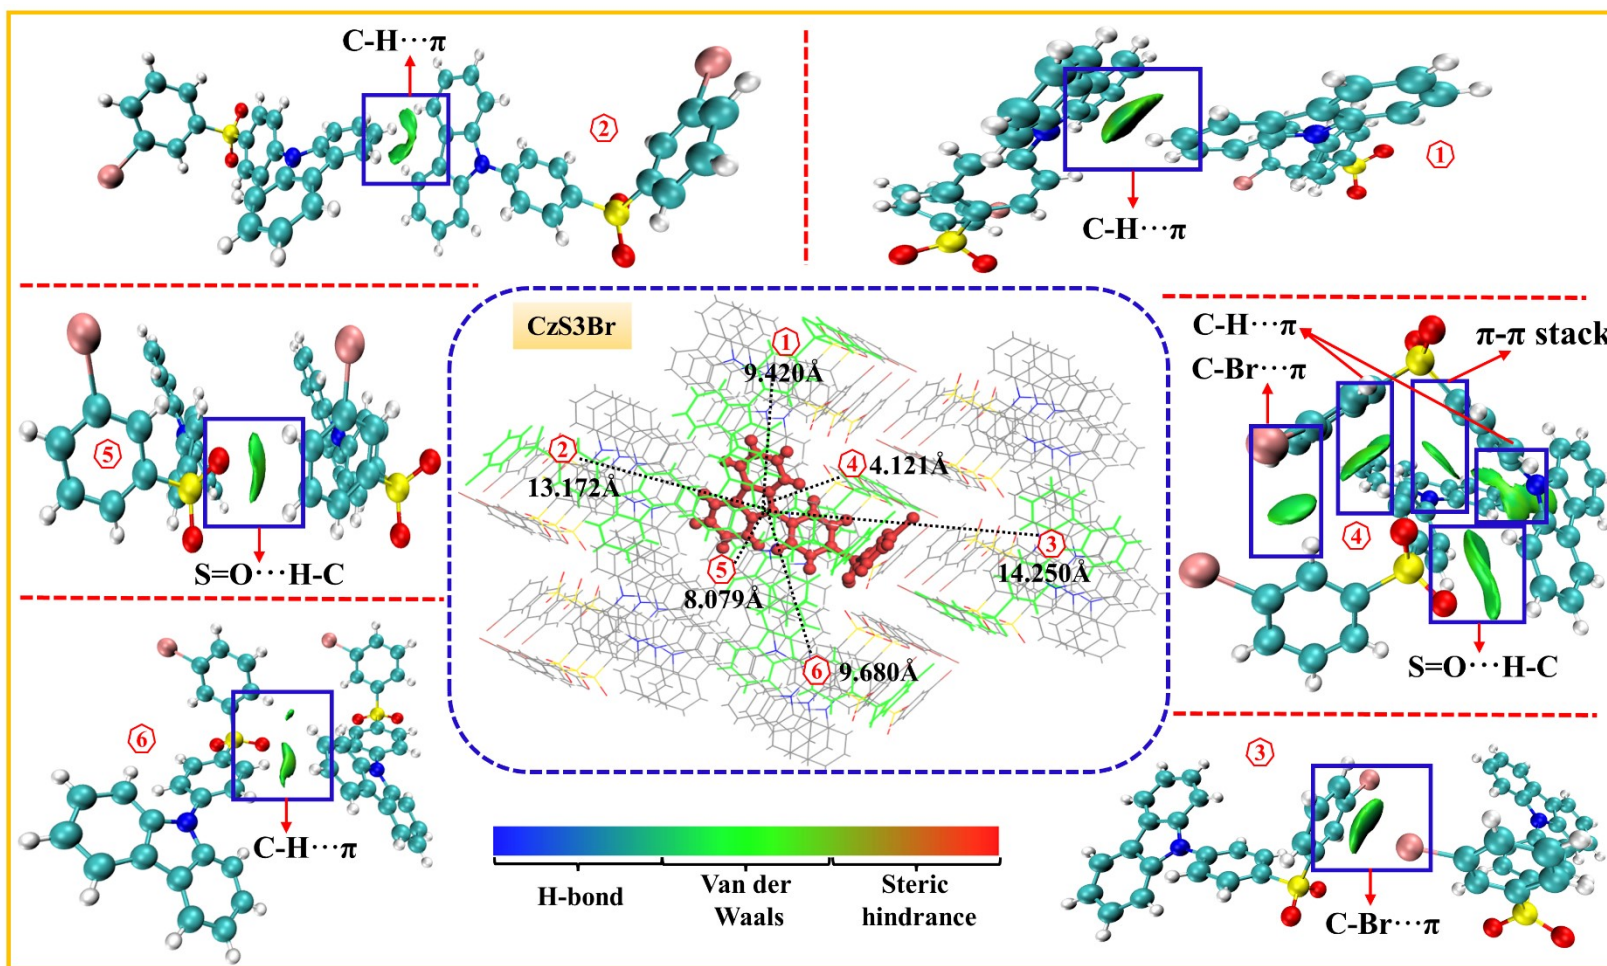 C-H···π
②
C-H···π
①
CzS3Br
①
9.420Å
②
13.172Å
④
4.121Å
③
14.250Å
⑤
8.079Å
⑥
9.680Å
⑤
S=O···H-C
C-H···π
C-Br···π
π-π stack
④
S=O···H-C
⑥
C-H···π
③
C-Br···π
H-bond
Van der
Waals
Steric
hindrance